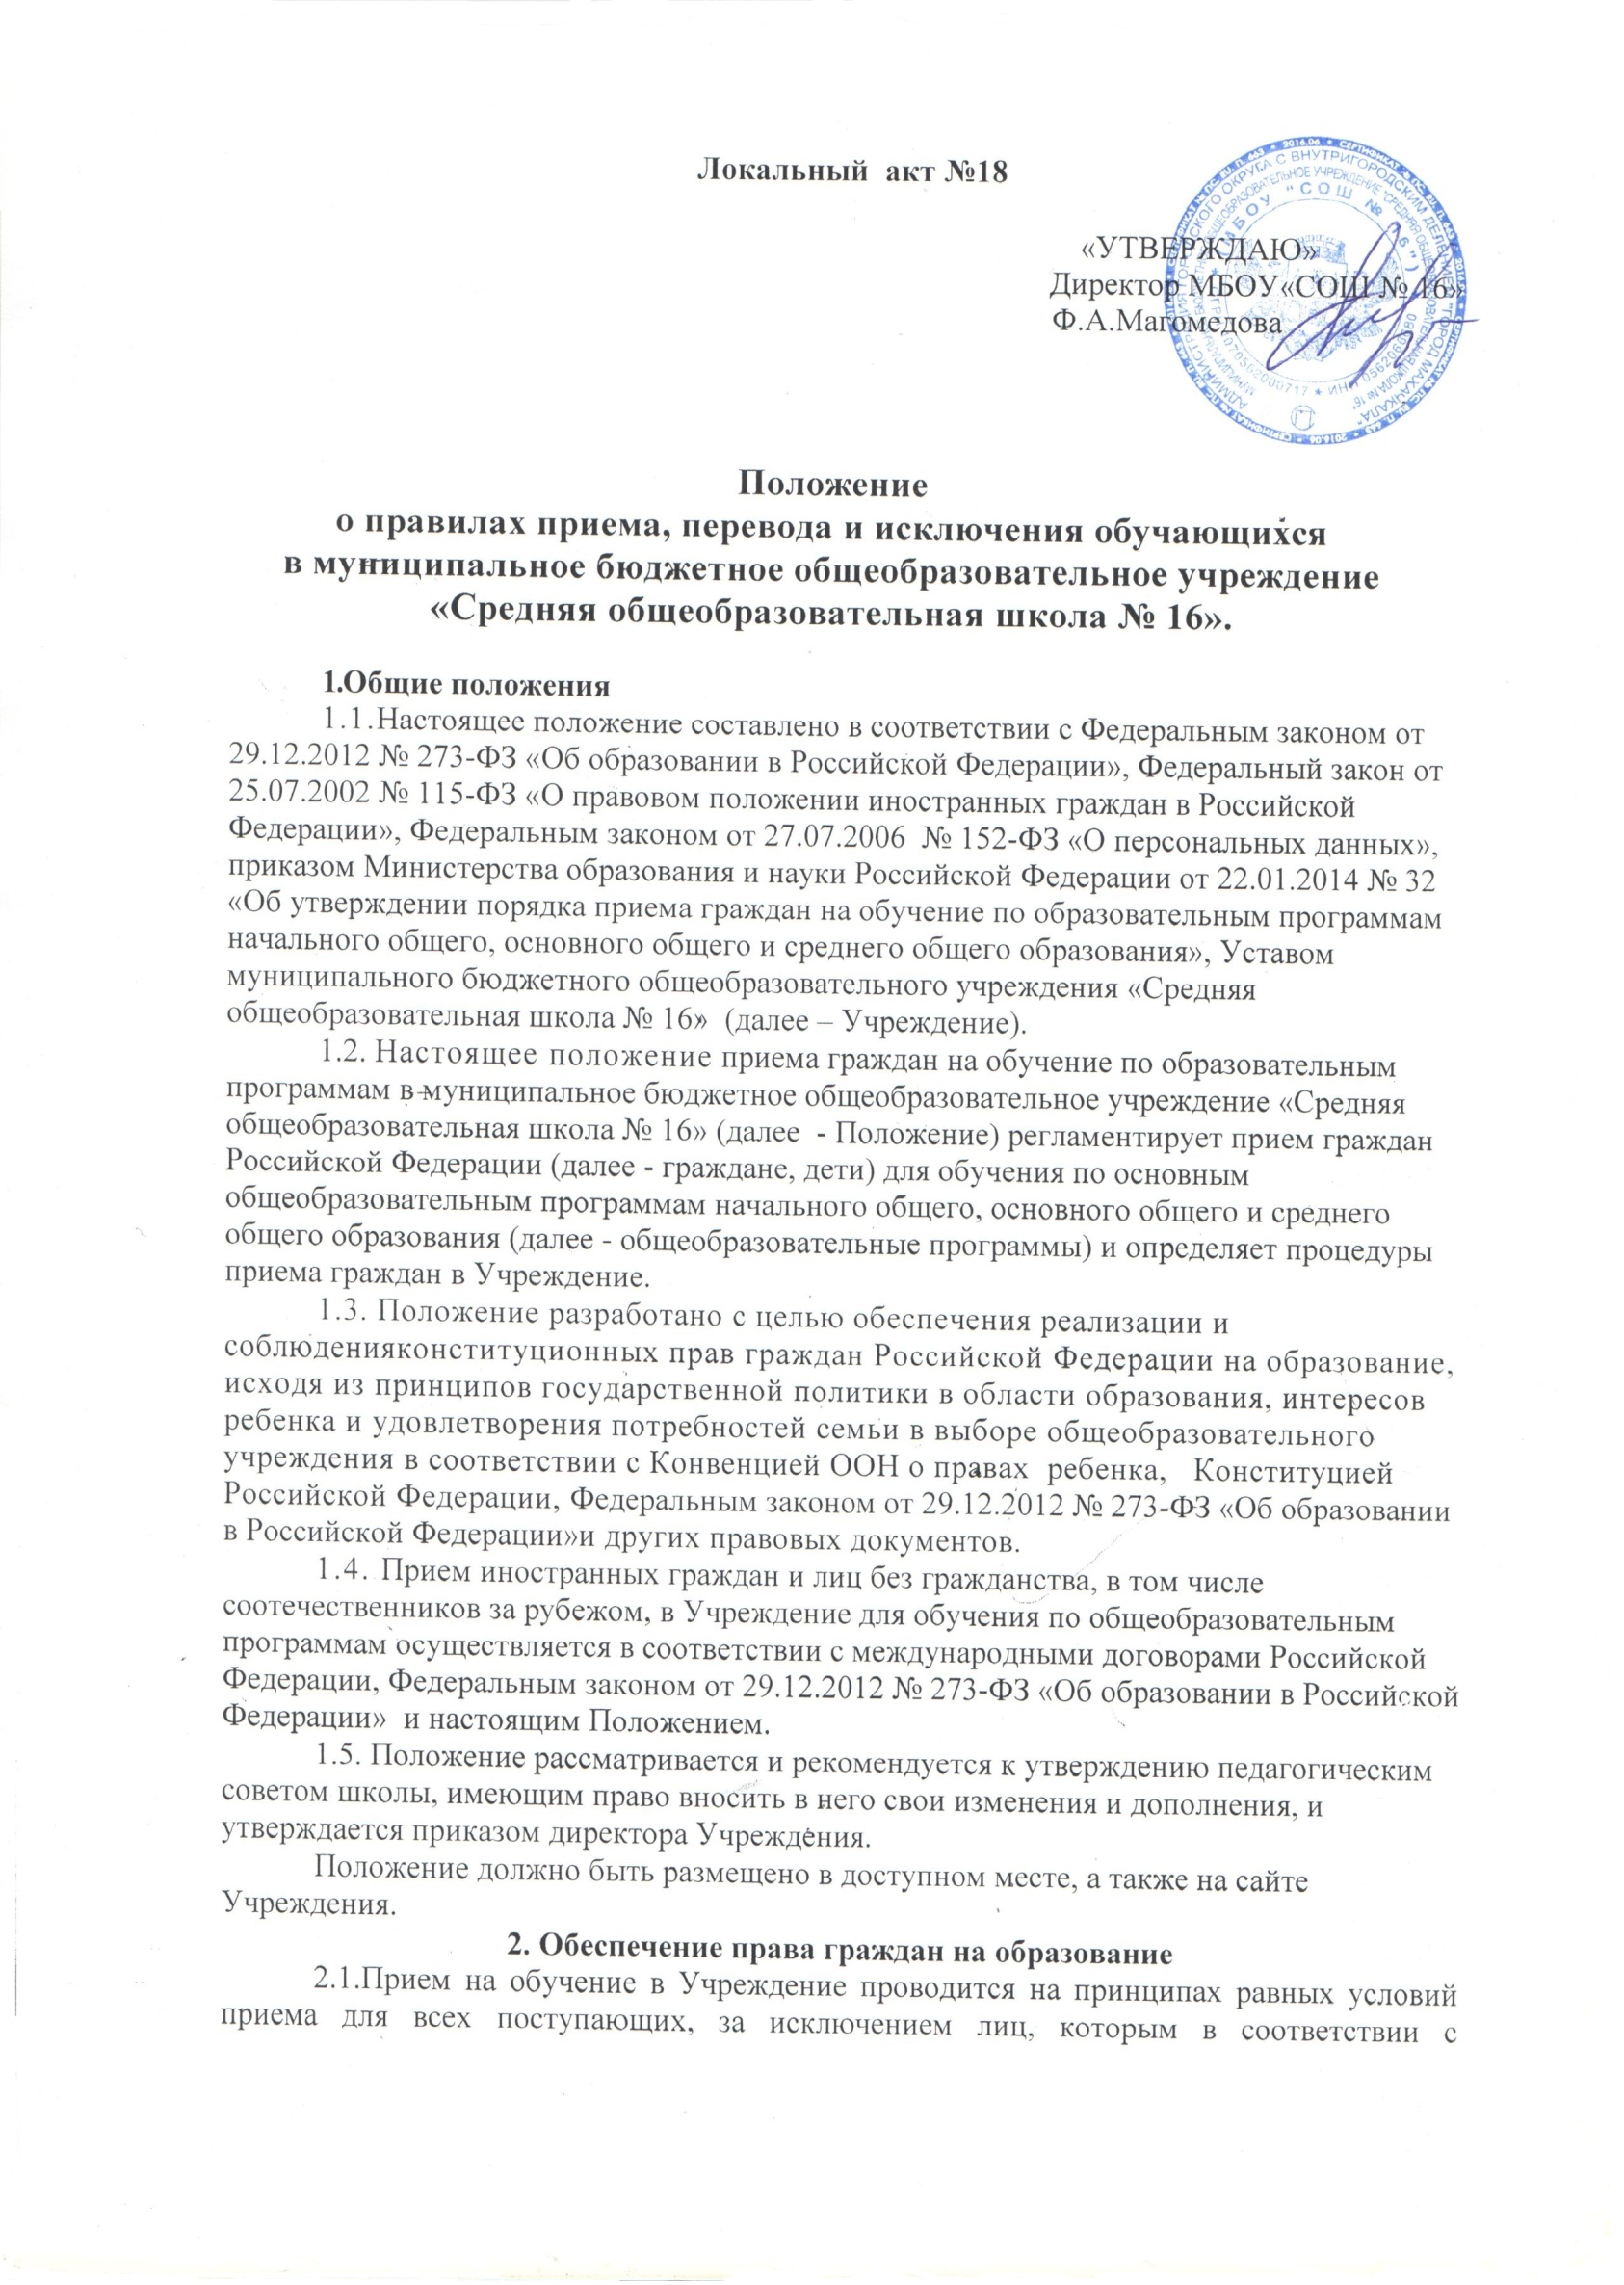 Локальный акт №18
«УТВЕРЖДАЮ»
Директор МБОУ«СОШ № 16»
Ф.А.Магомедова
Положение
о правилах приема, перевода и исключения обучающихся
в муниципальное бюджетное общеобразовательное учреждение
«Средняя общеобразовательная школа № 16».
1.Общие положения
1.1.Настоящее положение составлено в соответствии с Федеральным законом от
29.12.2012 № 273-ФЗ «Об образовании в Российской Федерации», Федеральный закон от
25.07.2002 № 115-ФЗ «О правовом положении иностранных граждан в Российской
Федерации», Федеральным законом от 27.07.2006 № 152-ФЗ «О персональных данных»,
приказом Министерства образования и науки Российской Федерации от 22.01.2014 № 32
«Об утверждении порядка приема граждан на обучение по образовательным программам
начального общего, основного общего и среднего общего образования», Уставом
муниципального бюджетного общеобразовательного учреждения «Средняя
общеобразовательная школа № 16» (далее – Учреждение).
1.2. Настоящее положение приема граждан на обучение по образовательным
программам в муниципальное бюджетное общеобразовательное учреждение «Средняя
общеобразовательная школа № 16» (далее - Положение) регламентирует прием граждан
Российской Федерации (далее - граждане, дети) для обучения по основным
общеобразовательным программам начального общего, основного общего и среднего
общего образования (далее - общеобразовательные программы) и определяет процедуры
приема граждан в Учреждение.
1.3. Положение разработано с целью обеспечения реализации и
соблюденияконституционных прав граждан Российской Федерации на образование,
исходя из принципов государственной политики в области образования, интересов
ребенка и удовлетворения потребностей семьи в выборе общеобразовательного
учреждения в соответствии с Конвенцией ООН о правах ребенка, Конституцией
Российской Федерации, Федеральным законом от 29.12.2012 № 273-ФЗ «Об образовании
в Российской Федерации»и других правовых документов.
1.4. Прием иностранных граждан и лиц без гражданства, в том числе
соотечественников за рубежом, в Учреждение для обучения по общеобразовательным
программам осуществляется в соответствии с международными договорами Российской
Федерации, Федеральным законом от 29.12.2012 № 273-ФЗ «Об образовании в Российской
Федерации» и настоящим Положением.
1.5. Положение рассматривается и рекомендуется к утверждению педагогическим
советом школы, имеющим право вносить в него свои изменения и дополнения, и
утверждается приказом директора Учреждения.
Положение должно быть размещено в доступном месте, а также на сайте
Учреждения.
2. Обеспечение права граждан на образование
2.1.Прием на обучение в Учреждение проводится на принципах равных условий
приема для всех поступающих, за исключением лиц, которым в соответствии с